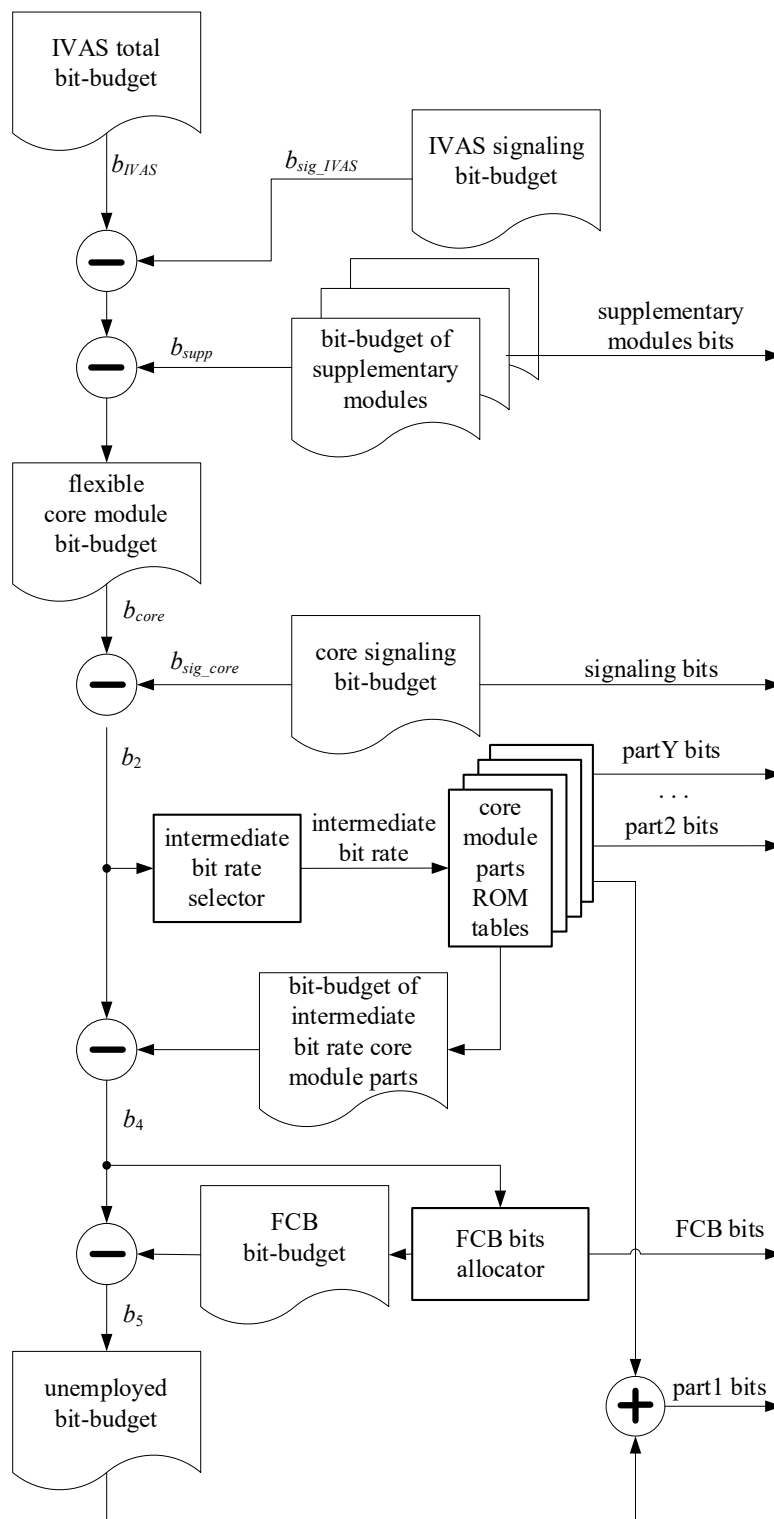 IVAS total
bit-budget
IVAS signaling
bit-budget
b_IVAS
b_sig_IVAS
−
supplementary
modules bits
bit-budget of
supplementary
modules
b_supp
−
flexible
core module
bit-budget
b_core
core signaling
bit-budget
b_sig_core
signaling bits
−
b_2
partY bits
. . .
part2 bits
intermediate
bit rate
selector
intermediate
bit rate
core
module
parts
ROM
tables
bit-budget of
intermediate
bit rate core
module parts
−
b_4
FCB
bit-budget
FCB bits
allocator
FCB bits
−
b_5
unemployed
bit-budget
+
part1 bits